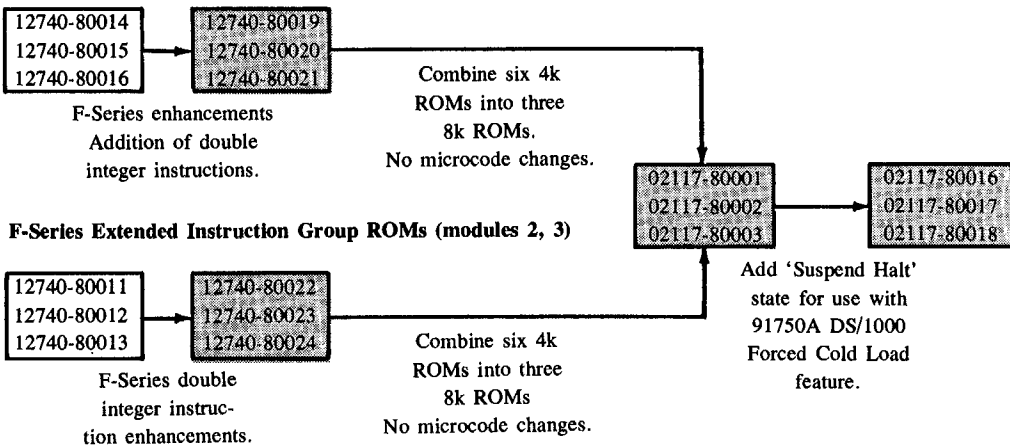 12740-80014
12740-80015
12740-80016
12740-80019
12740-80020
12740-80021
F-Series enhancements
Addition of double
integer instructions.
Combine six 4k
ROMs into three
8k ROMs.
No microcode changes.
02117-80001
02117-80002
02117-80003
02117-80016
02117-80017
02117-80018
Add ‘Suspend Halt’
state for use with
91750A DS/1000
Forced Cold Load
feature.
F-Series Extended Instruction Group ROMs (modules 2, 3)
12740-80011
12740-80012
12740-80013
12740-80022
12740-80023
12740-80024
F-Series double
integer instruc-
tion enhancements.
Combine six 4k
ROMs into three
8k ROMs
No microcode changes.